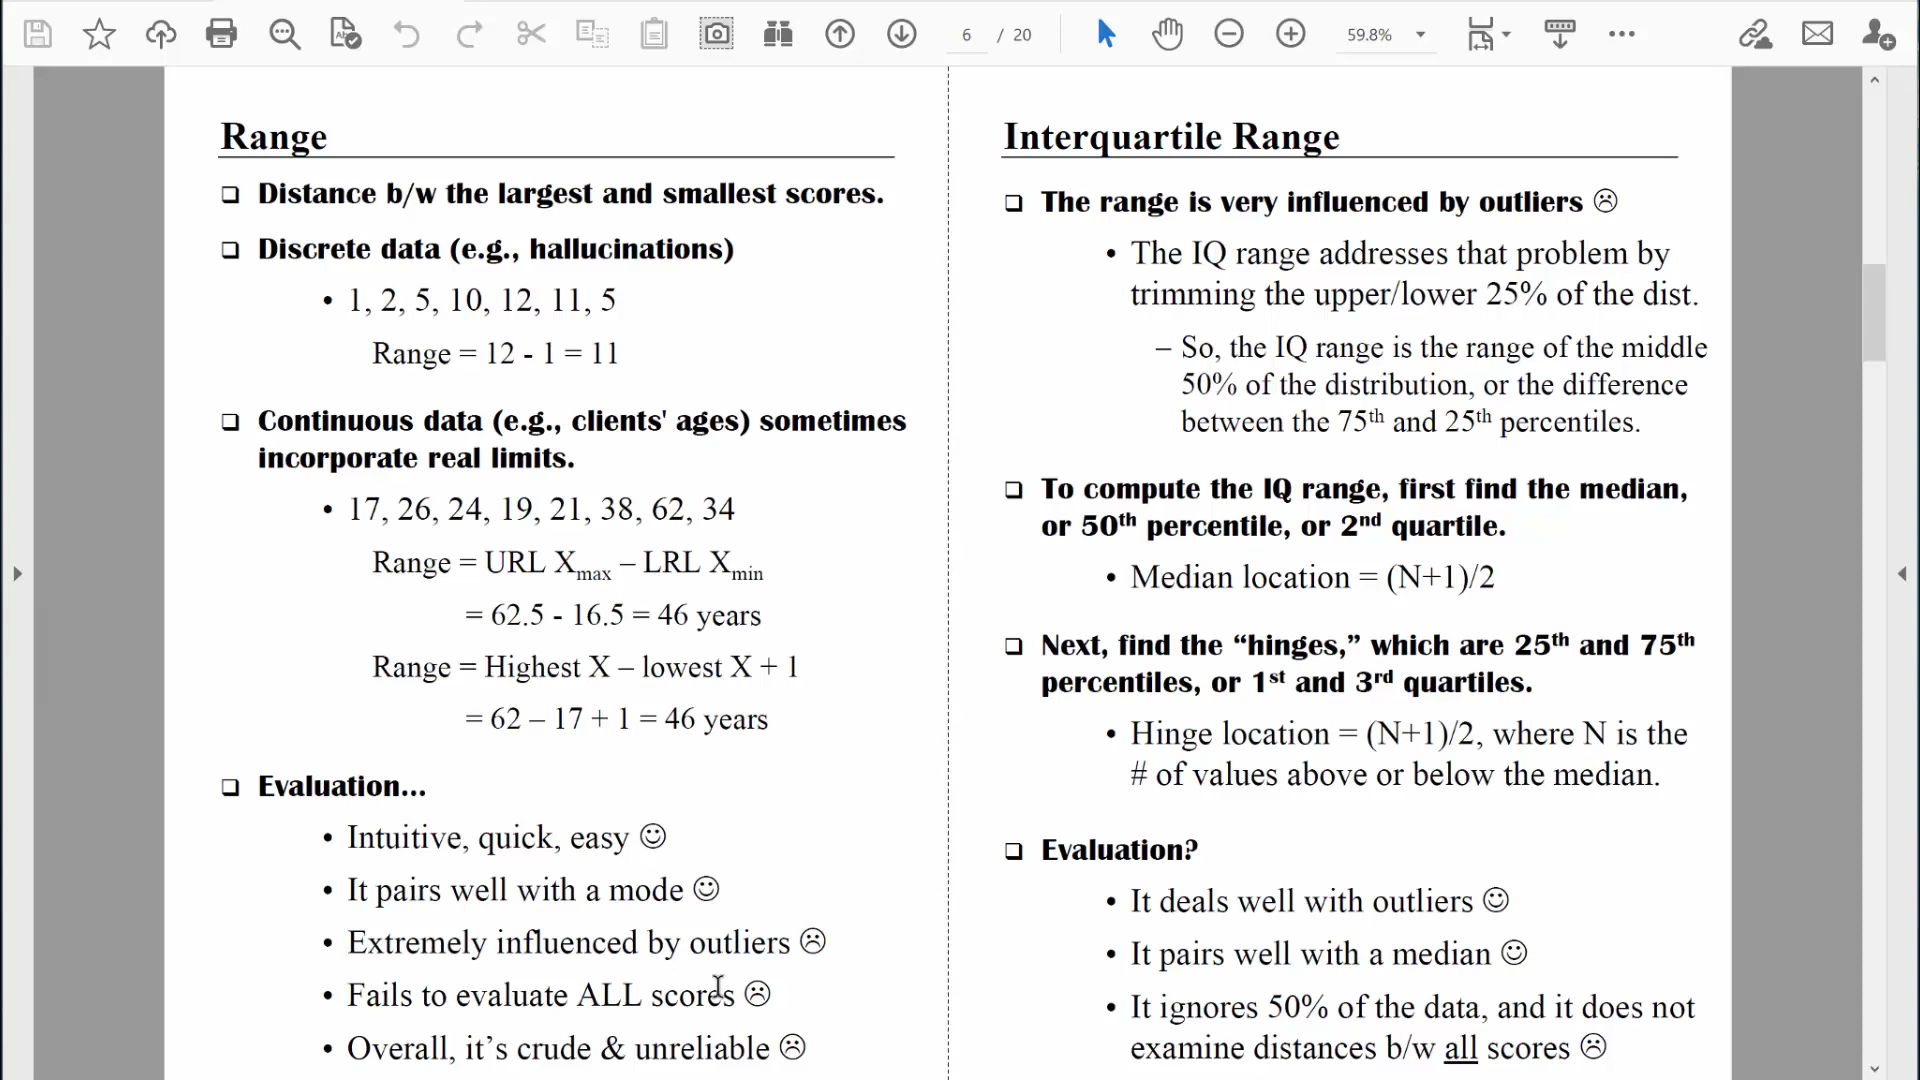 6 / 20
59.8%
Range
❑ Distance b/w the largest and smallest scores.
❑ Discrete data (e.g., hallucinations)
• 1, 2, 5, 10, 12, 11, 5
Range = 12 - 1 = 11
❑ Continuous data (e.g., clients' ages) sometimes
incorporate real limits.
• 17, 26, 24, 19, 21, 38, 62, 34
Range = URL Xmax – LRL Xmin
= 62.5 - 16.5 = 46 years
Range = Highest X – lowest X + 1
= 62 – 17 + 1 = 46 years
❑ Evaluation...
• Intuitive, quick, easy ☺
• It pairs well with a mode ☺
• Extremely influenced by outliers ☹
• Fails to evaluate ALL scores ☹
• Overall, it’s crude & unreliable ☹
Interquartile Range
❑ The range is very influenced by outliers ☹
• The IQ range addresses that problem by
trimming the upper/lower 25% of the dist.
– So, the IQ range is the range of the middle
50% of the distribution, or the difference
between the 75th and 25th percentiles.
❑ To compute the IQ range, first find the median,
or 50th percentile, or 2nd quartile.
• Median location = (N+1)/2
❑ Next, find the “hinges,” which are 25th and 75th
percentiles, or 1st and 3rd quartiles.
• Hinge location = (N+1)/2, where N is the
# of values above or below the median.
❑ Evaluation?
• It deals well with outliers ☺
• It pairs well with a median ☺
• It ignores 50% of the data, and it does not
examine distances b/w all scores ☹